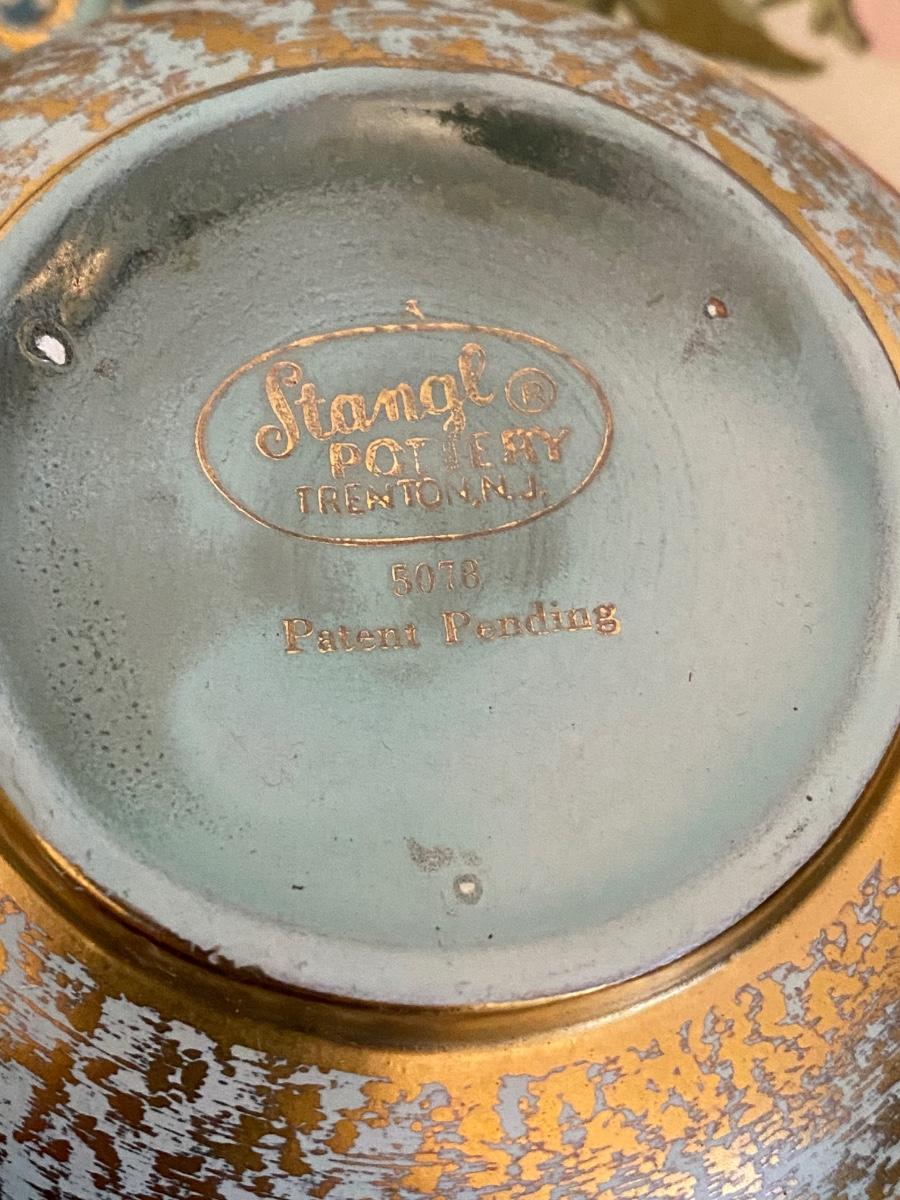 Stangl ®
POTTERY
TRENTON, N.J.
5078
Patent Pending